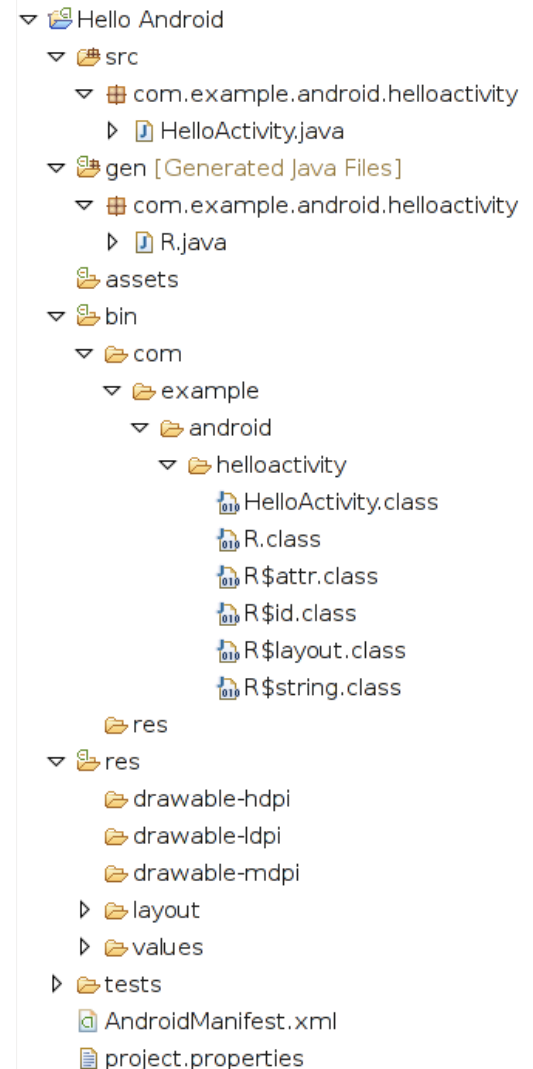 Hello Android
src
com.example.android.helloactivity
HelloActivity.java
gen [Generated Java Files]
com.example.android.helloactivity
R.java
assets
bin
com
example
android
helloactivity
HelloActivity.class
R.class
R$attr.class
R$id.class
R$layout.class
R$string.class
res
res
drawable-hdpi
drawable-ldpi
drawable-mdpi
layout
values
tests
AndroidManifest.xml
project.properties